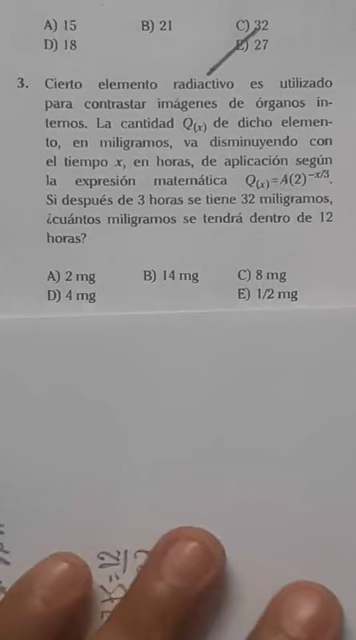 A) 15 B) 21 C) 32
D) 18 E) 27
3. Cierto elemento radiactivo es utilizado
para contrastar imágenes de órganos in-
ternos. La cantidad Q(x) de dicho elemen-
to, en miligramos, va disminuyendo con
el tiempo x, en horas, de aplicación según
la expresión matemática Q(x)=A(2)^-x/3.
Si después de 3 horas se tiene 32 miligramos,
¿cuántos miligramos se tendrá dentro de 12
horas?
A) 2 mg B) 14 mg C) 8 mg
D) 4 mg E) 1/2 mg
=12